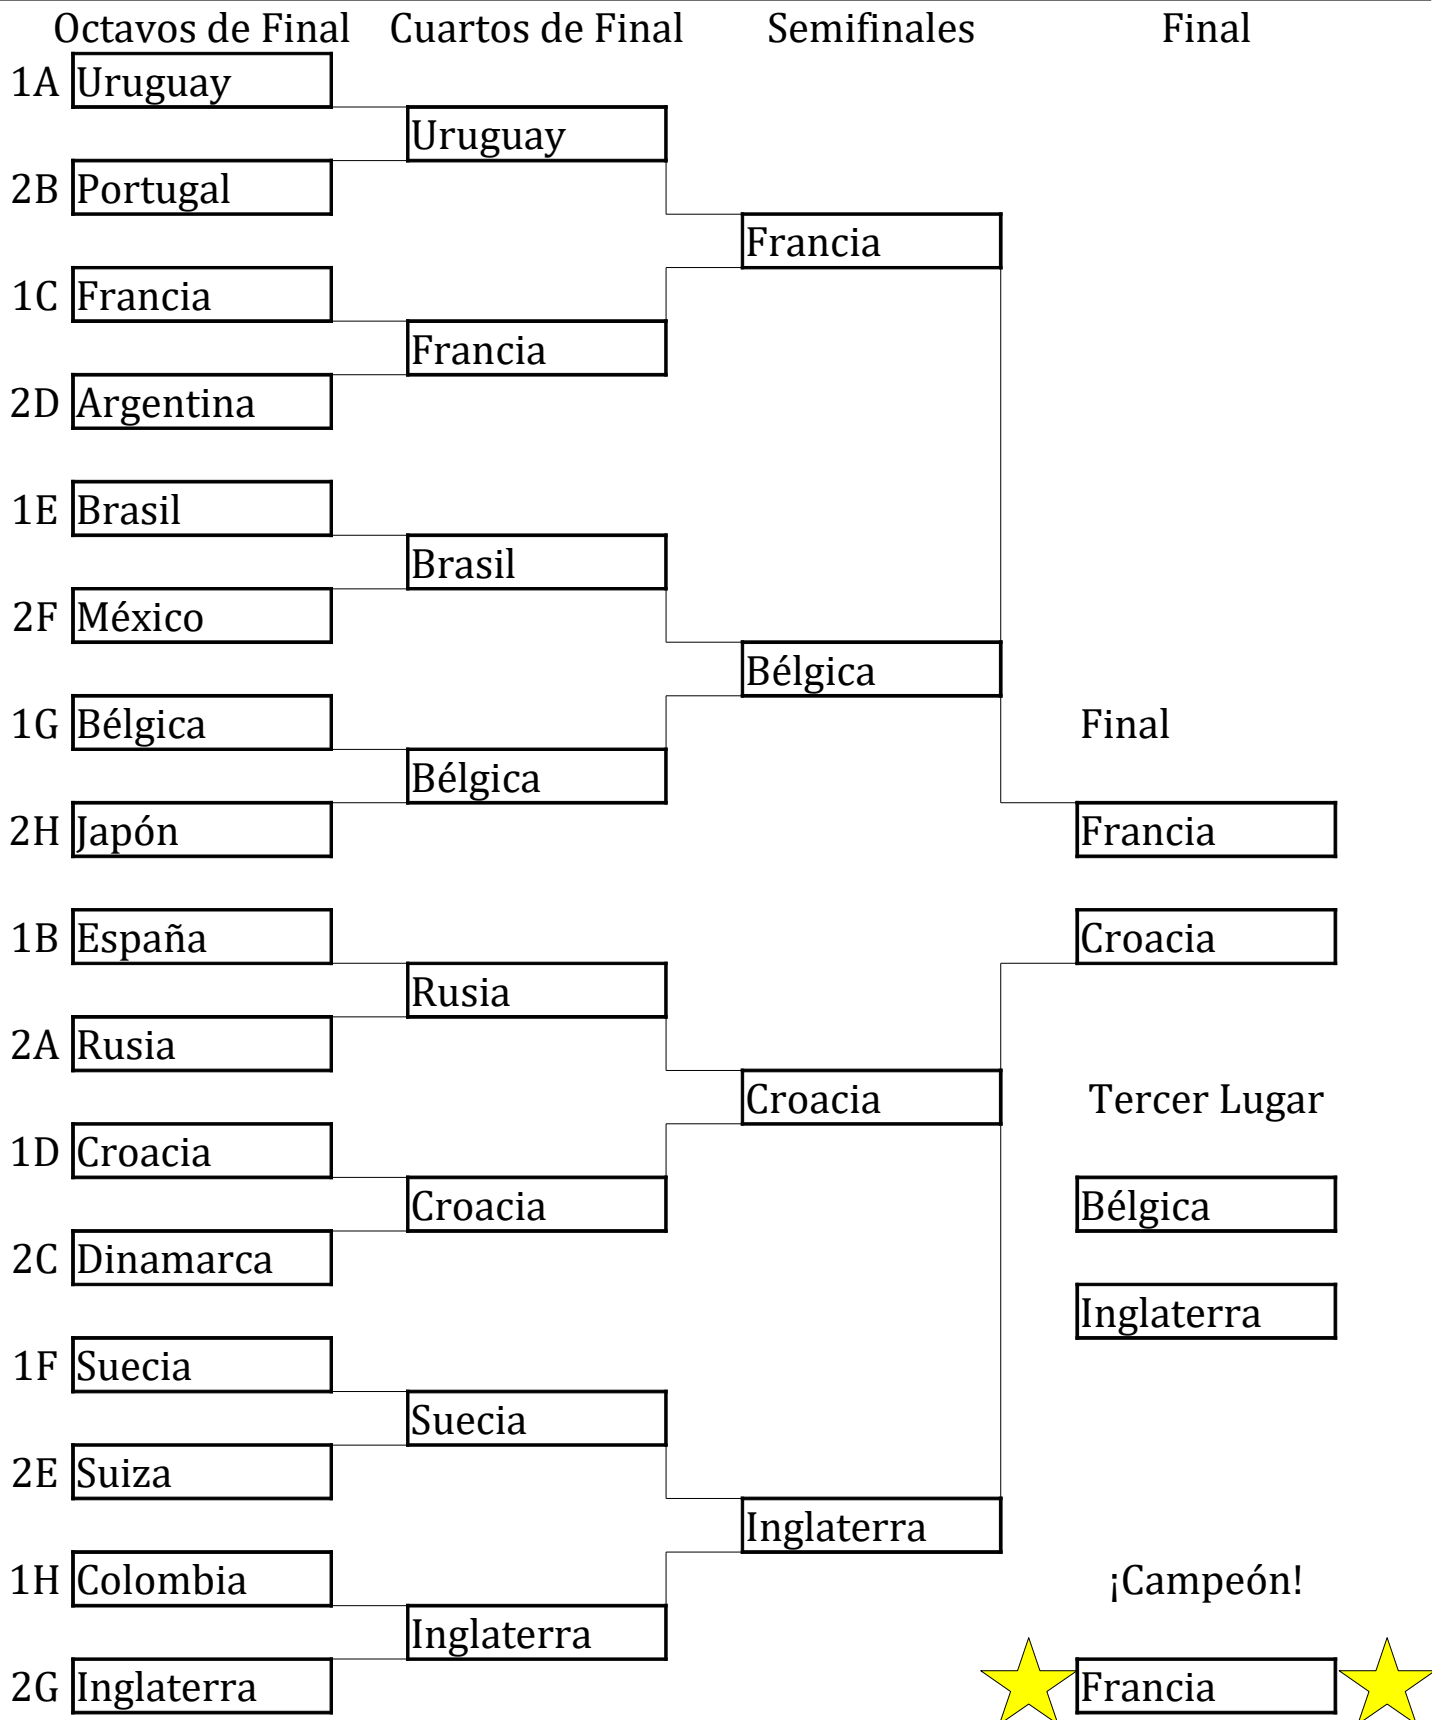 Octavos de Final Cuartos de Final Semifinales Final
1A Uruguay
Uruguay
2B Portugal
Francia
1C Francia
Francia
2D Argentina
1E Brasil
Brasil
2F México
Bélgica
1G Bélgica Final
Bélgica
2H Japón Francia
1B España Croacia
Rusia
2A Rusia
Croacia Tercer Lugar
1D Croacia
Croacia Bélgica
2C Dinamarca
Inglaterra
1F Suecia
Suecia
2E Suiza
Inglaterra
1H Colombia ¡Campeón!
Inglaterra
2G Inglaterra Francia